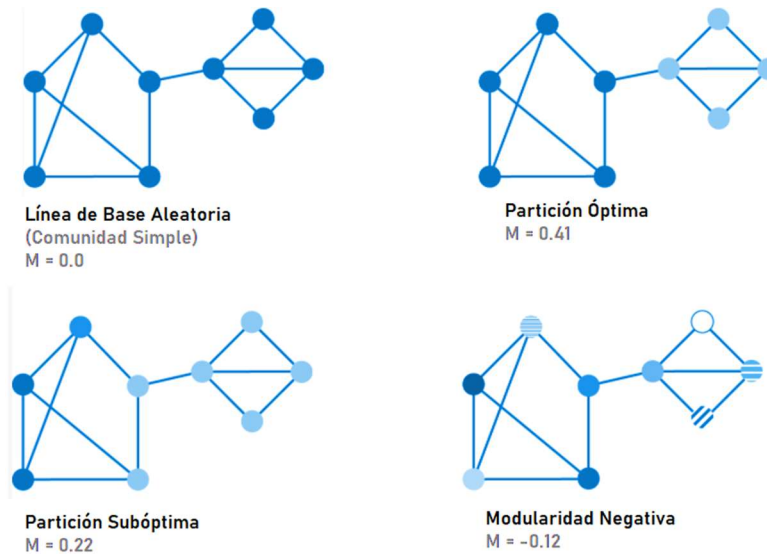 Línea de Base Aleatoria
(Comunidad Simple)
M = 0.0
Partición Óptima
M = 0.41
Partición Subóptima
M = 0.22
Modularidad Negativa
M = -0.12